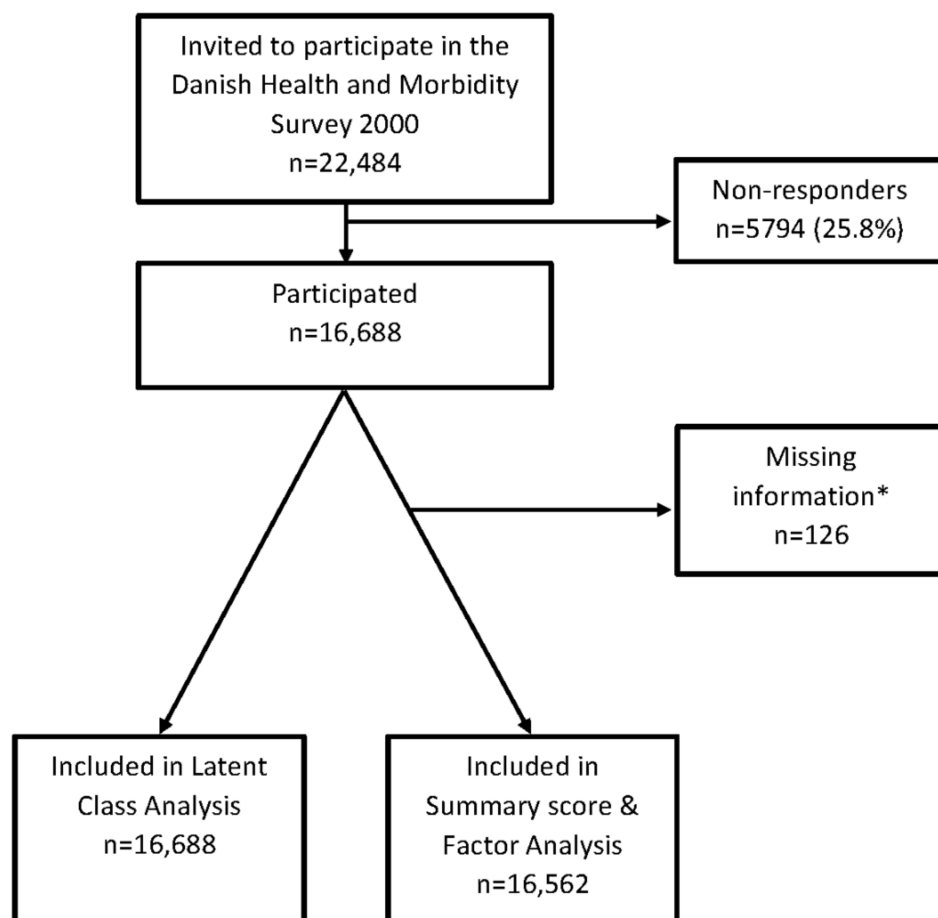 Invited to participate in the
Danish Health and Morbidity
Survey 2000
n=22,484
Non-responders
n=5794 (25.8%)
Participated
n=16,688
Missing
information*
n=126
Included in Latent
Class Analysis
n=16,688
Included in
Summary score &
Factor Analysis
n=16,562